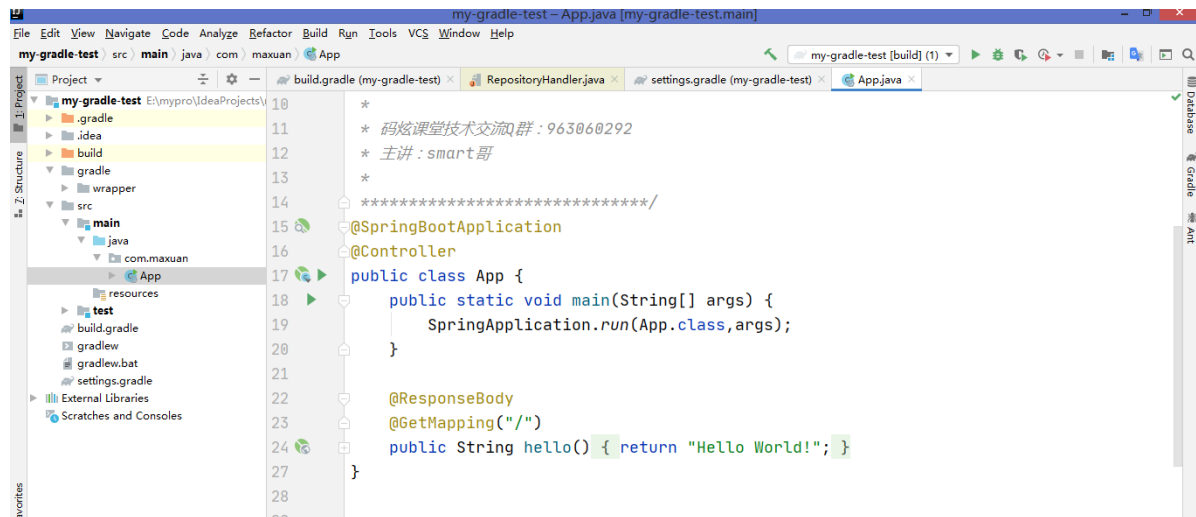 my-gradle-test – App.java [my-gradle-test.main]
File Edit View Navigate Code Analyze Refactor Build Run Tools VCS Window Help
my-gradle-test src main java com maxuan App
my-gradle-test [build] (1)
Project
build.gradle (my-gradle-test) RepositoryHandler.java settings.gradle (my-gradle-test) App.java
1: Project
Z: Structure
Favorites
my-gradle-test E:\mypro\IdeaProjects\
.gradle
.idea
build
gradle
wrapper
src
main
java
com.maxuan
App
resources
test
build.gradle
gradlew
gradlew.bat
settings.gradle
External Libraries
Scratches and Consoles
10 *
11 * 码炫课堂技术交流Q群：963060292
12 * 主讲：smart哥
13 *
14 ******************************/
15 @SpringBootApplication
16 @Controller
17 public class App {
18 public static void main(String[] args) {
19 SpringApplication.run(App.class,args);
20 }
21
22 @ResponseBody
23 @GetMapping("/")
24 public String hello() { return "Hello World!"; }
27 }
28
Database
Gradle
Ant